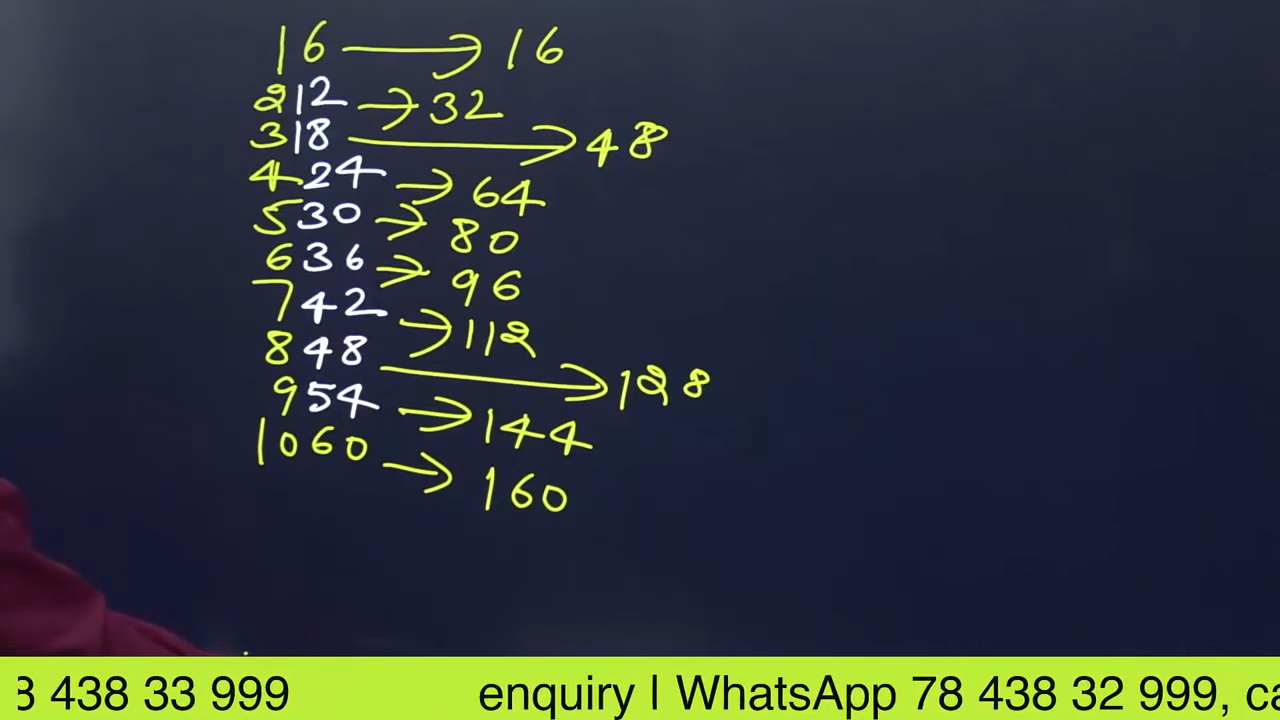 16 → 16
212 → 32
318 → 48
424 → 64
530 → 80
636 → 96
742 → 112
848 → 128
954 → 144
1060 → 160
3 438 33 999 enquiry | WhatsApp 78 438 32 999, ca